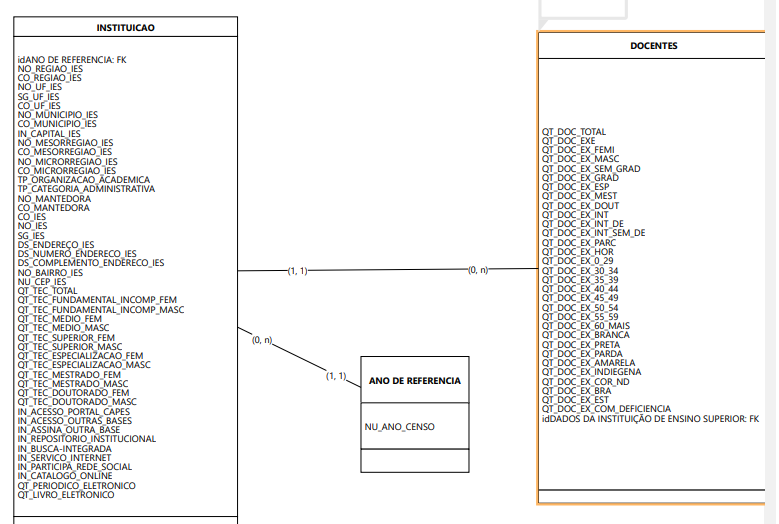 INSTITUICAO
idANO DE REFERENCIA: FK
NO_REGIAO_IES
CO_REGIAO_IES
NO_UF_IES
SG_UF_IES
CO_UF_IES
NO_MUNICIPIO_IES
CO_MUNICIPIO_IES
IN_CAPITAL_IES
NO_MESORREGIAO_IES
CO_MESORREGIAO_IES
NO_MICRORREGIAO_IES
CO_MICRORREGIAO_IES
TP_ORGANIZACAO_ACADEMICA
TP_CATEGORIA_ADMINISTRATIVA
NO_MANTEDORA
CO_MANTEDORA
CO_IES
NO_IES
SG_IES
DS_ENDEREÇO_IES
DS_NUMERO_ENDERECO_IES
DS_COMPLEMENTO_ENDERECO_IES
NO_BAIRRO_IES
NU_CEP_IES
QT_TEC_TOTAL
QT_TEC_FUNDAMENTAL_INCOMP_FEM
QT_TEC_FUNDAMENTAL_INCOMP_MASC
QT_TEC_MEDIO_FEM
QT_TEC_MEDIO_MASC
QT_TEC_SUPERIOR_FEM
QT_TEC_SUPERIOR_MASC
QT_TEC_ESPECIALIZACAO_FEM
QT_TEC_ESPECIALIZACAO_MASC
QT_TEC_MESTRADO_FEM
QT_TEC_MESTRADO_MASC
QT_TEC_DOUTORADO_FEM
QT_TEC_DOUTORADO_MASC
IN_ACESSO_PORTAL_CAPES
IN_ACESSO_OUTRAS_BASES
IN_ASSINA_OUTRA_BASE
IN_REPOSITORIO_INSTITUCIONAL
IN_BUSCA-INTEGRADA
IN_SERVICO_INTERNET
IN_PARTICIPA_REDE_SOCIAL
IN_CATALOGO_ONLINE
QT_PERIODICO_ELETRONICO
QT_LIVRO_ELETRONICO
(1, 1)
(0, n)
(0, n)
(1, 1)
ANO DE REFERENCIA
NU_ANO_CENSO
DOCENTES
QT_DOC_TOTAL
QT_DOC_EXE
QT_DOC_EX_FEMI
QT_DOC_EX_MASC
QT_DOC_EX_SEM_GRAD
QT_DOC_EX_GRAD
QT_DOC_EX_ESP
QT_DOC_EX_MEST
QT_DOC_EX_DOUT
QT_DOC_EX_INT
QT_DOC_EX_INT_DE
QT_DOC_EX_INT_SEM_DE
QT_DOC_EX_PARC
QT_DOC_EX_HOR
QT_DOC_EX_0_29
QT_DOC_EX_30_34
QT_DOC_EX_35_39
QT_DOC_EX_40_44
QT_DOC_EX_45_49
QT_DOC_EX_50_54
QT_DOC_EX_55_59
QT_DOC_EX_60_MAIS
QT_DOC_EX_BRANCA
QT_DOC_EX_PRETA
QT_DOC_EX_PARDA
QT_DOC_EX_AMARELA
QT_DOC_EX_INDIEGENA
QT_DOC_EX_COR_ND
QT_DOC_EX_BRA
QT_DOC_EX_EST
QT_DOC_EX_COM_DEFICIENCIA
idDADOS DA INSTITUIÇÃO DE ENSINO SUPERIOR: FK